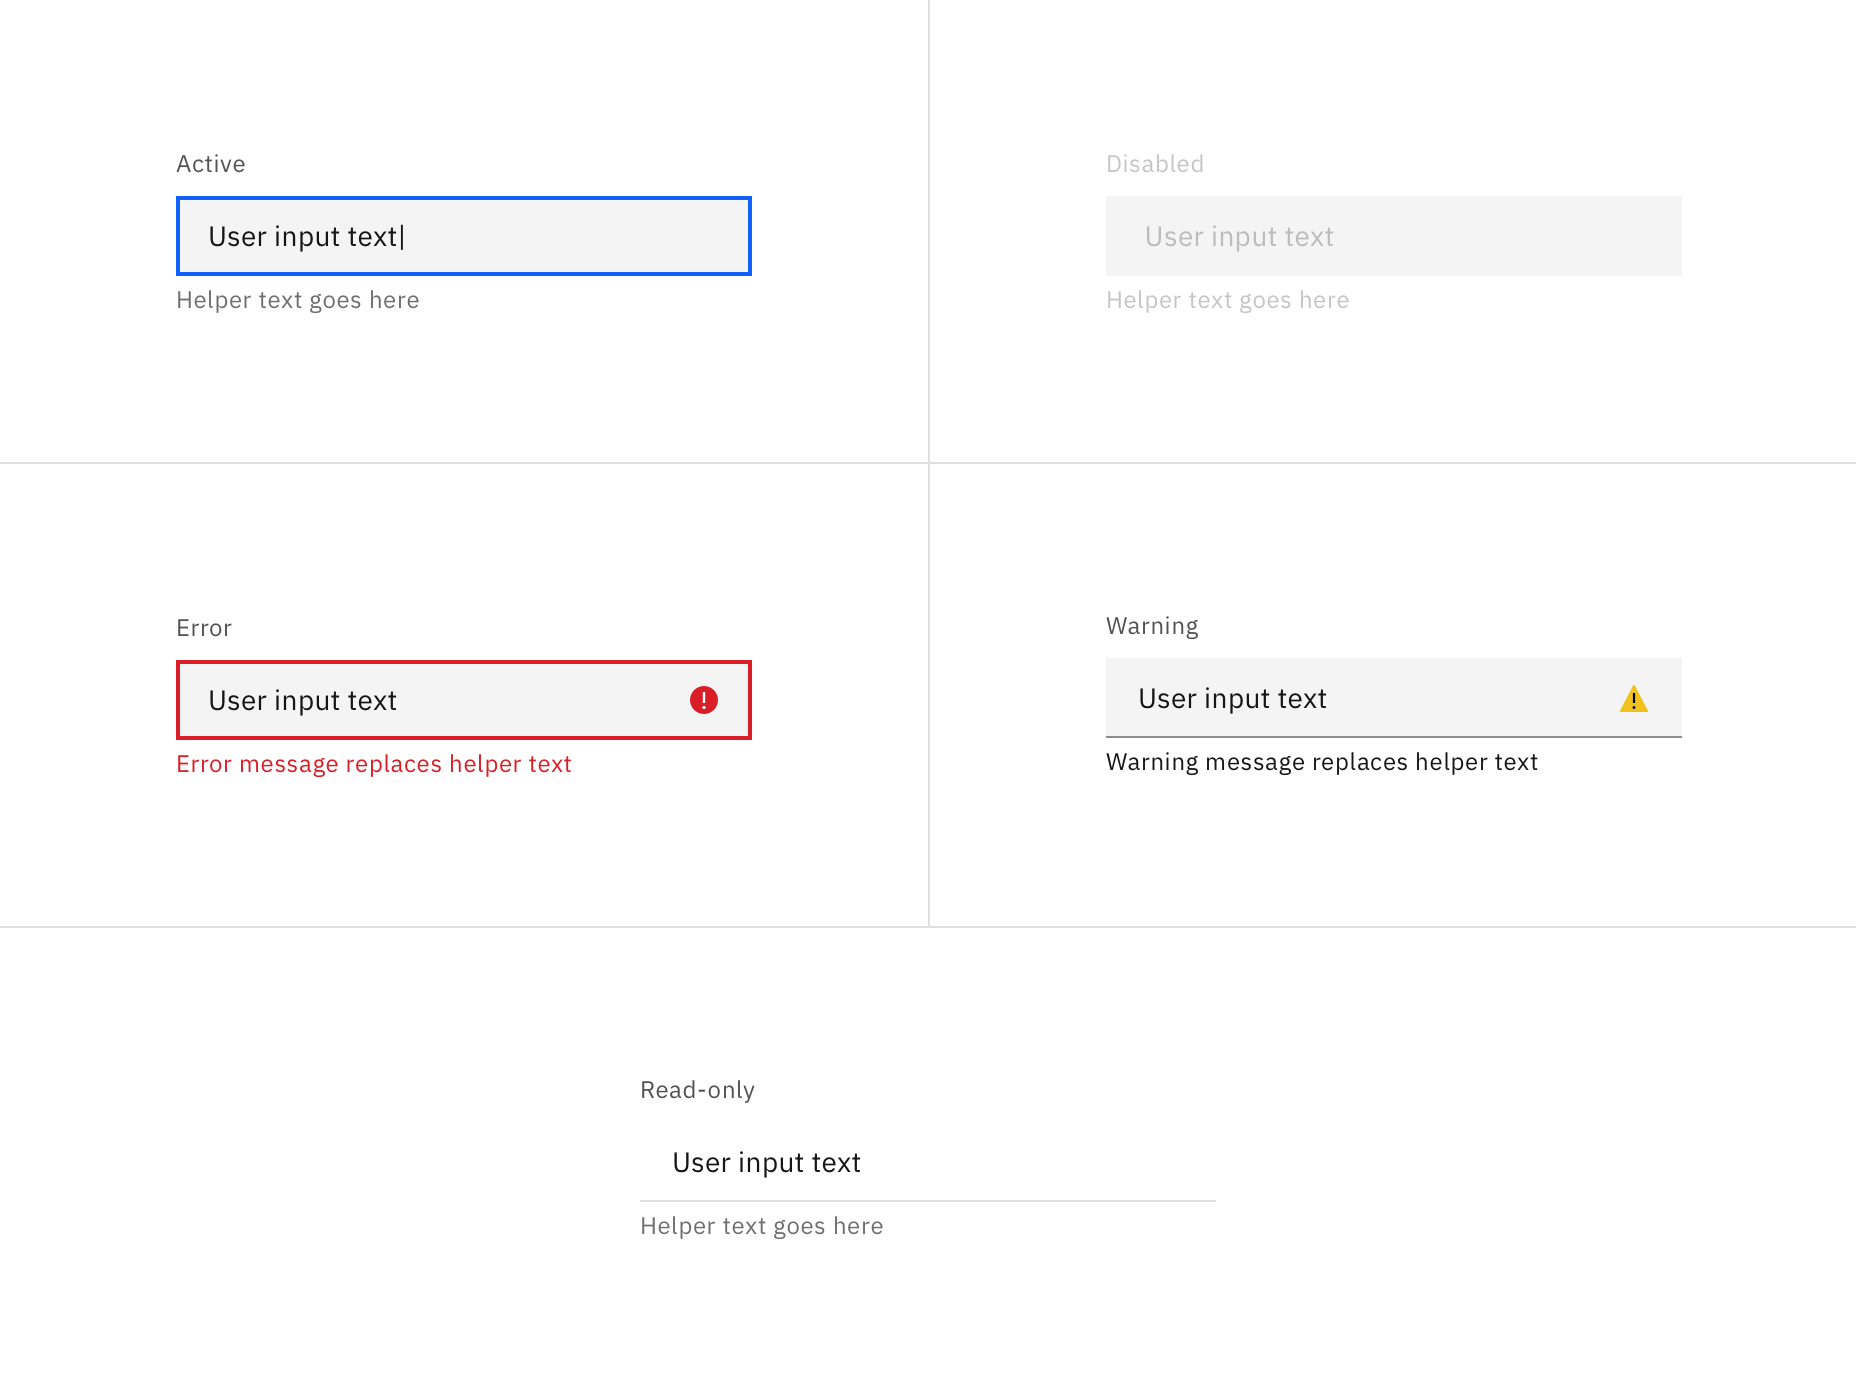 Active
User input text
Helper text goes here
Disabled
User input text
Helper text goes here
Error
User input text
Error message replaces helper text
Warning
User input text
Warning message replaces helper text
Read-only
User input text
Helper text goes here